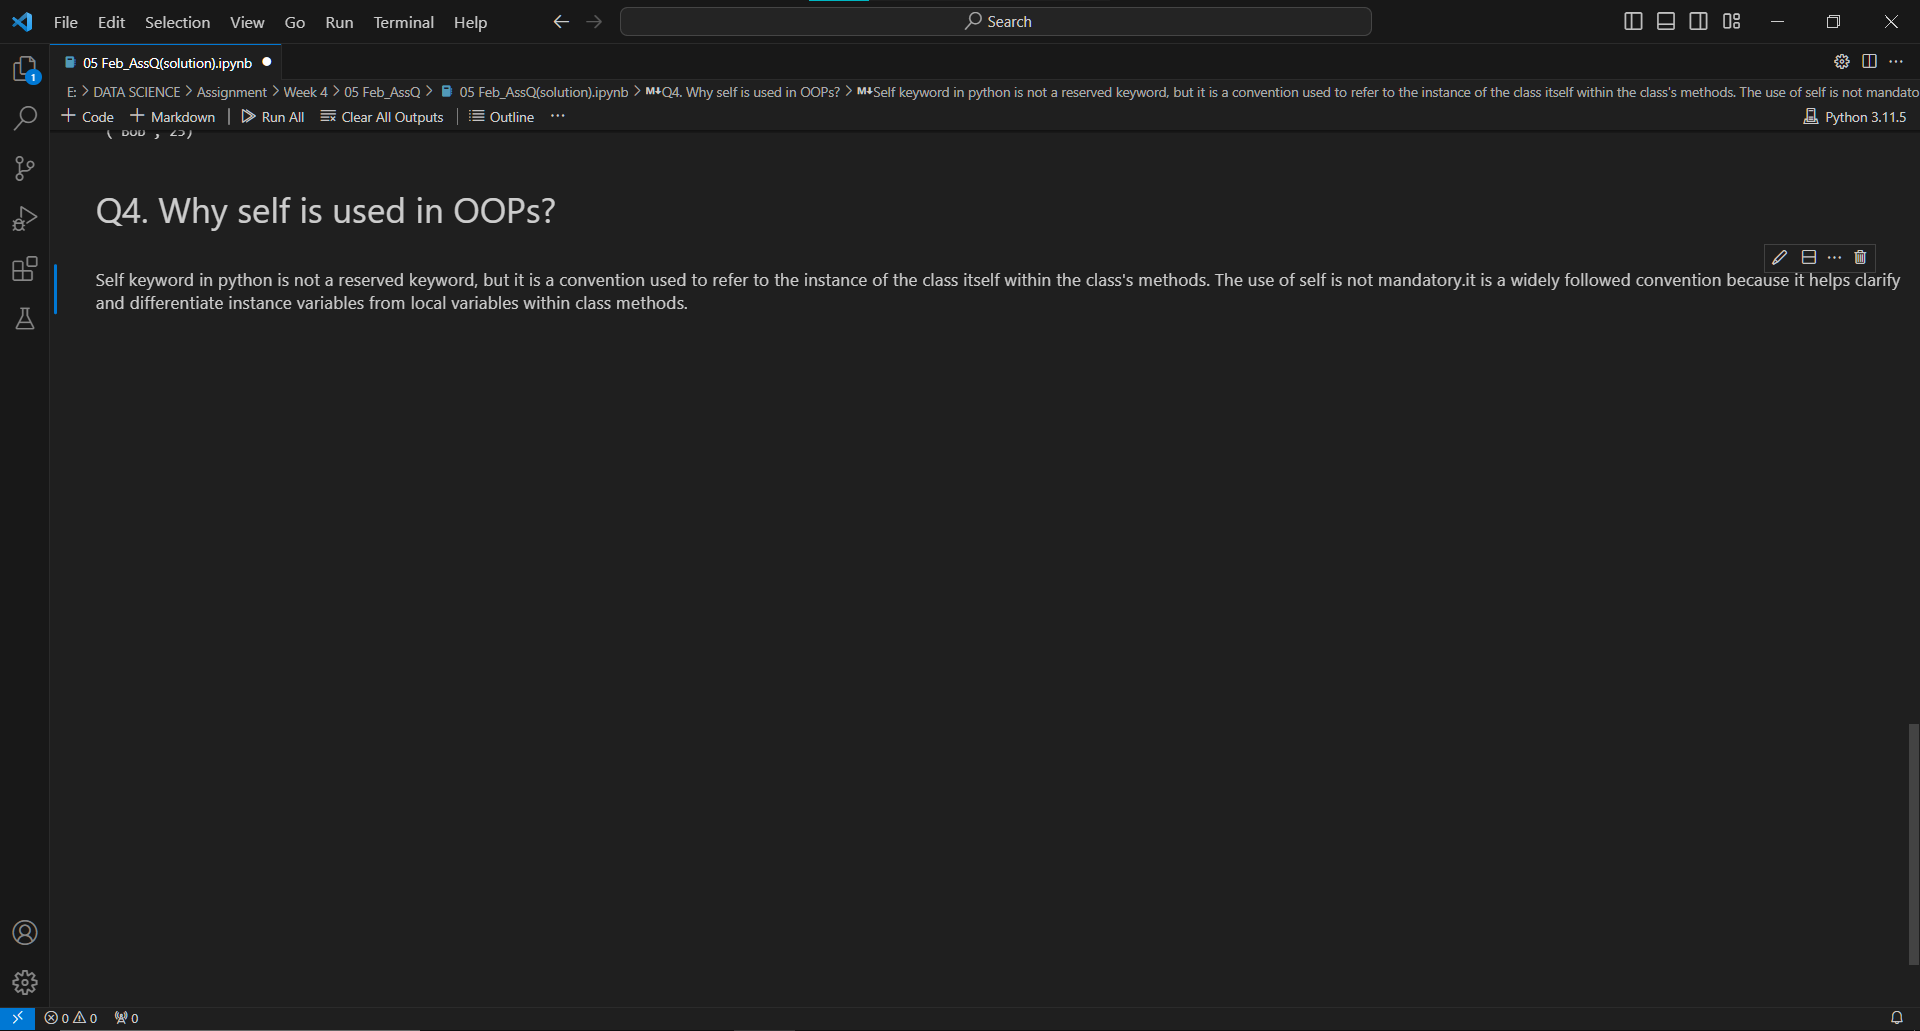 File Edit Selection View Go Run Terminal Help
Search
05 Feb_AssQ(solution).ipynb
E: > DATA SCIENCE > Assignment > Week 4 > 05 Feb_AssQ > 05 Feb_AssQ(solution).ipynb > M↓Q4. Why self is used in OOPs? > M↓Self keyword in python is not a reserved keyword, but it is a convention used to refer to the instance of the class itself within the class's methods. The use of self is not mandato
+ Code + Markdown | Run All Clear All Outputs | Outline ···
Python 3.11.5
('Bob', 25)
Q4. Why self is used in OOPs?
Self keyword in python is not a reserved keyword, but it is a convention used to refer to the instance of the class itself within the class's methods. The use of self is not mandatory.it is a widely followed convention because it helps clarify
and differentiate instance variables from local variables within class methods.
1
0 0 0